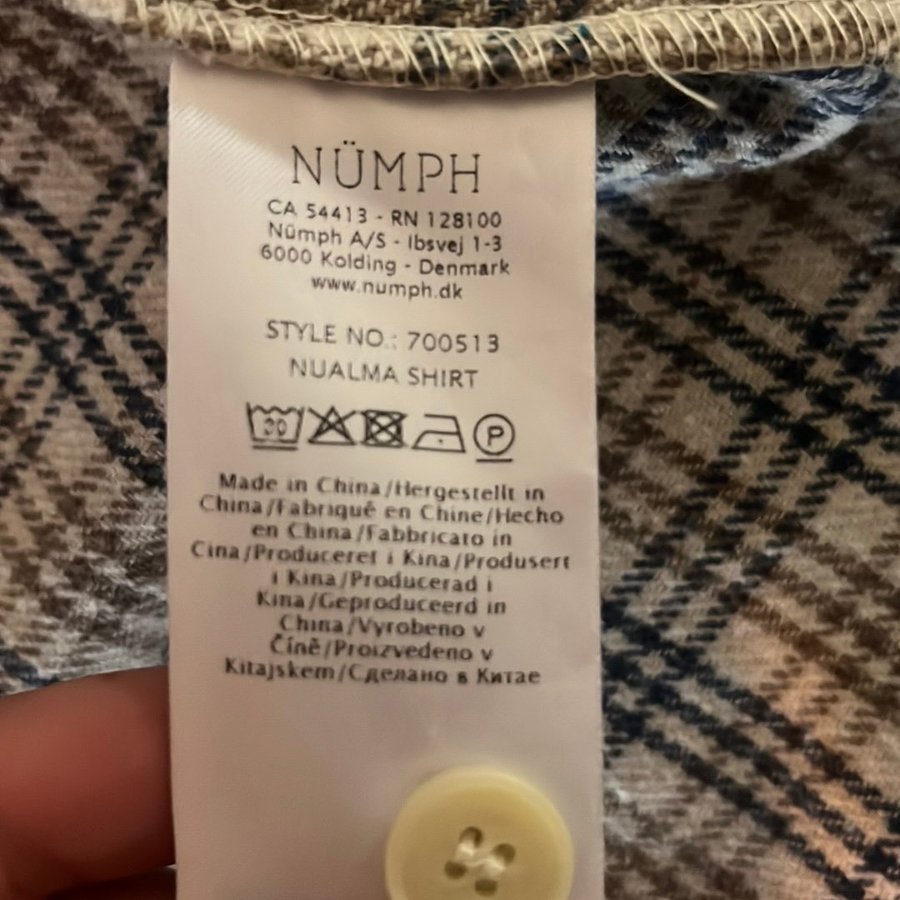 NÜMPH
CA 54413 - RN 128100
Nümph A/S - Ibsvej 1-3
6000 Kolding - Denmark
www.numph.dk
STYLE NO.: 700513
NUALMA SHIRT
30 P
Made in China/Hergestellt in
China/Fabriqué en Chine/Hecho
en China/Fabbricato in
Cina/Produceret i Kina/Produsert
i Kina/Producerad i
Kina/Geproduceerd in
China/Vyrobeno v
Číně/Proizvedeno v
Kitajskem/Сделано в Китае